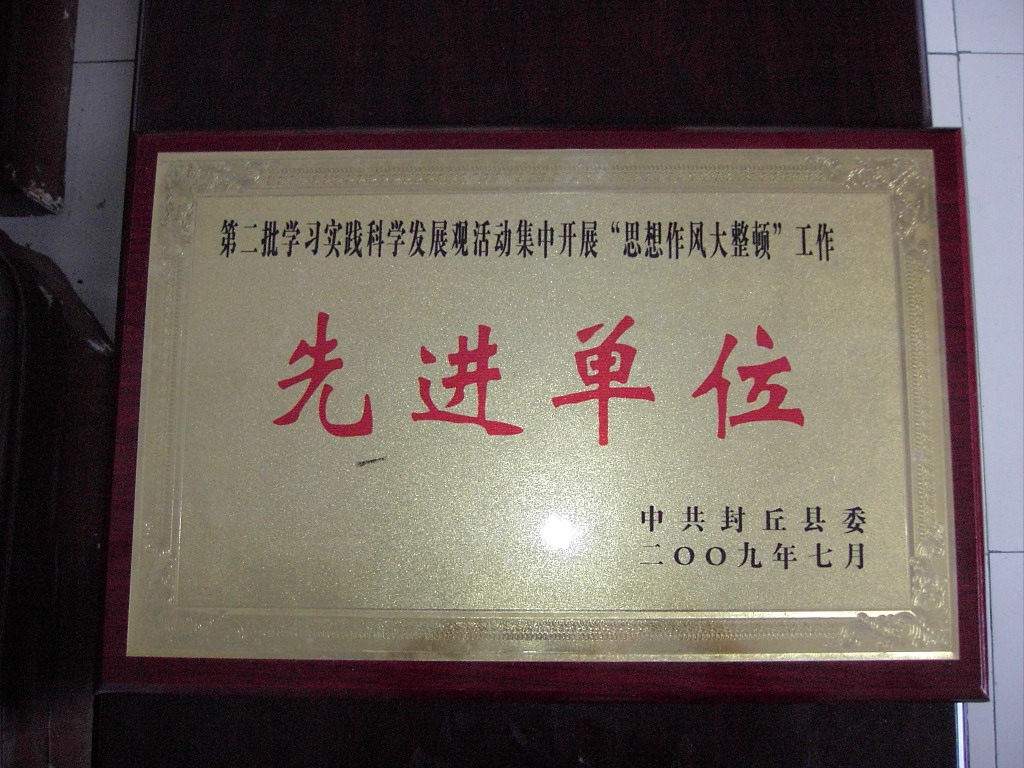 第二批学习实践科学发展观活动集中开展“思想作风大整顿”工作
先进单位
中共封丘县委
二〇〇九年七月